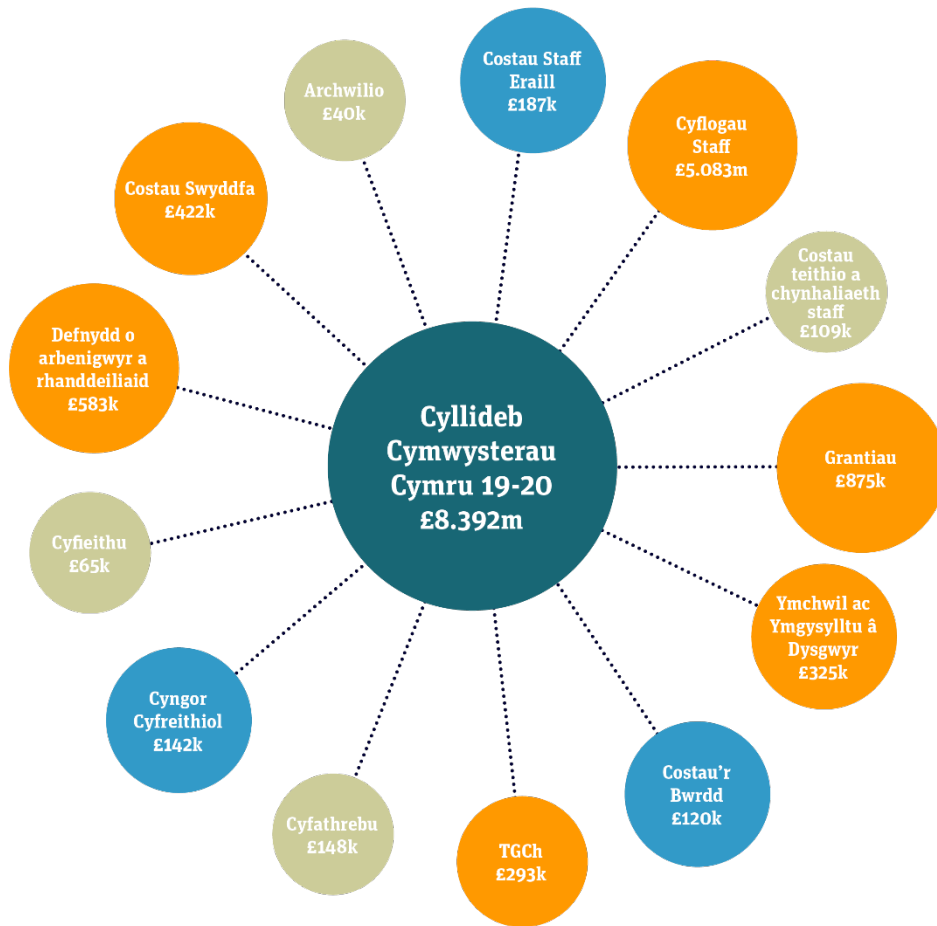 Costau Staff
Eraill
£187k
Archwilio
£40k
Cyflogau
Staff
£5.083m
Costau Swyddfa
£422k
Costau
teithio a
chynhaliaeth
staff
£109k
Defnydd o
arbenigwyr a
rhanddeiliaid
£583k
Cyllideb
Cymwysterau
Cymru 19-20
£8.392m
Grantiau
£875k
Cyfieithu
£65k
Ymchwil ac
Ymgysylltu â
Dysgwyr
£325k
Cyngor
Cyfreithiol
£142k
Costau'r
Bwrdd
£120k
Cyfathrebu
£148k
TGCh
£293k